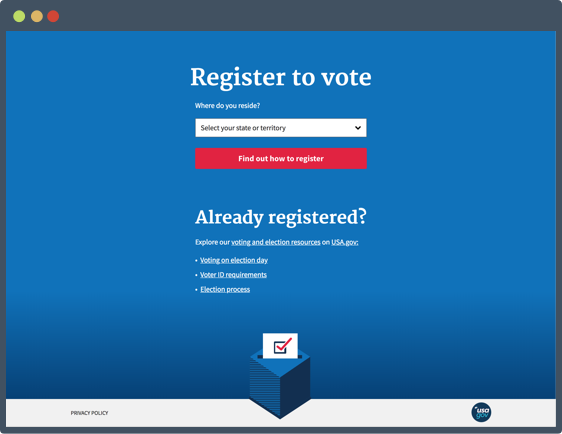 Register to vote
Where do you reside?
Select your state or territory
Find out how to register
Already registered?
Explore our voting and election resources on USA.gov:
• Voting on election day
• Voter ID requirements
• Election process
PRIVACY POLICY
usa
gov